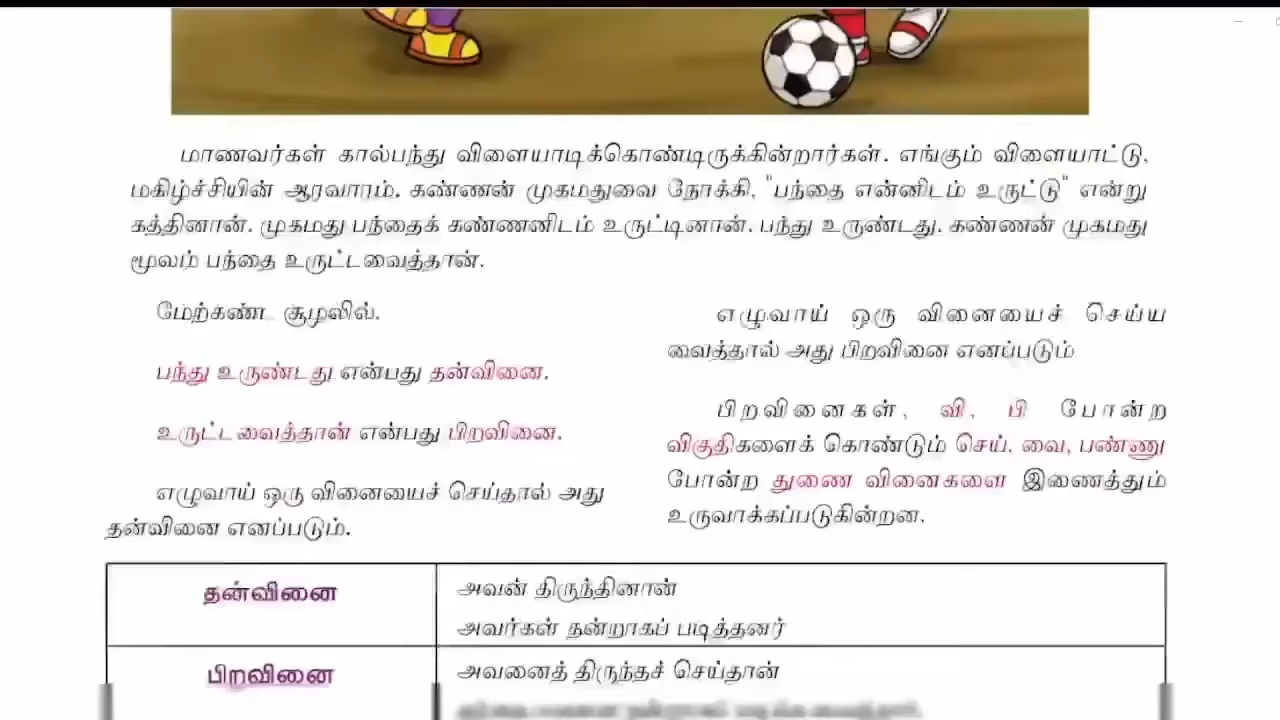 மாணவர்கள் கால்பந்து விளையாடிக்கொண்டிருக்கின்றார்கள். எங்கும் விளையாட்டு,
மகிழ்ச்சியின் ஆரவாரம். கண்ணன் முகமதுவை நோக்கி, "பந்தை என்னிடம் உருட்டு" என்று
கத்தினான். முகமது பந்தைக் கண்ணனிடம் உருட்டினான். பந்து உருண்டது. கண்ணன் முகமது
மூலம் பந்தை உருட்டவைத்தான்.
மேற்கண்ட சூழலில்.
பந்து உருண்டது என்பது தன்வினை.
உருட்டவைத்தான் என்பது பிறவினை.
எழுவாய் ஒரு வினையைச் செய்தால் அது
தன்வினை எனப்படும்.
எழுவாய் ஒரு வினையைச் செய்ய
வைத்தால் அது பிறவினை எனப்படும்
பிறவினைகள், வி, பி போன்ற
விகுதிகளைக் கொண்டும் செய், வை, பண்ணு
போன்ற துணை வினைகளை இணைத்தும்
உருவாக்கப்படுகின்றன.
தன்வினை
அவன் திருந்தினான்
அவர்கள் நன்றாகப் படித்தனர்
பிறவினை
அவனைத் திருந்தச் செய்தான்